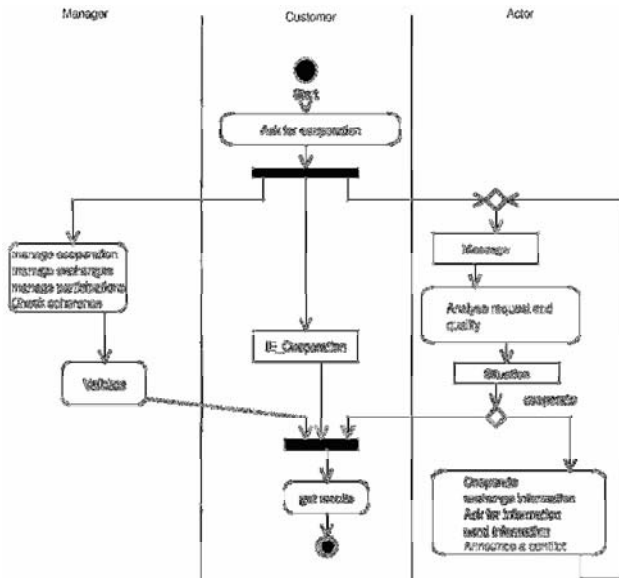 Manager
Customer
Actor
Start
Ask for cooperation
manage cooperation
manage exchanges
manage participations
Check coherence
Message
Analyse request and
quality
IE_Cooperation
Validate
Situation
cooperate
get results
Cooperate
exchange information
Ask for information
send information
Announce a conflict